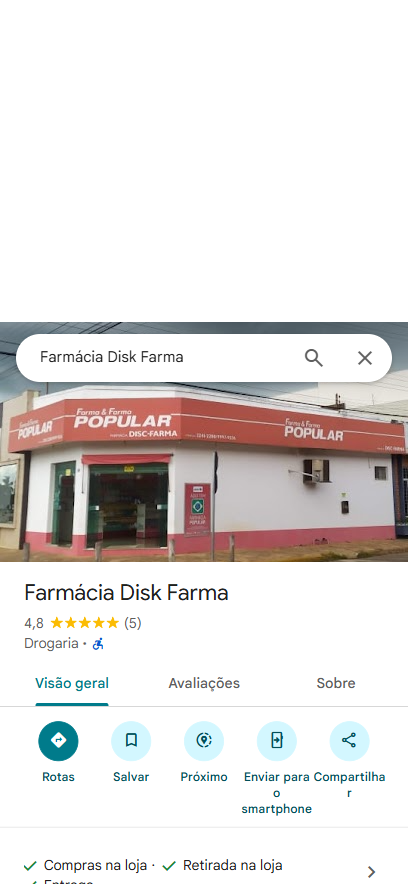 Farmácia Disk Farma
Farma & Farma
POPULAR
DISC-FARMA
Farma & Farma
POPULAR
POPULAR
Farmácia Disk Farma
4,8 (5)
Drogaria ·
Visão geral
Avaliações
Sobre
Rotas
Salvar
Próximo
Enviar para o smartphone
Compartilhar
Compras na loja · Retirada na loja
Entrega